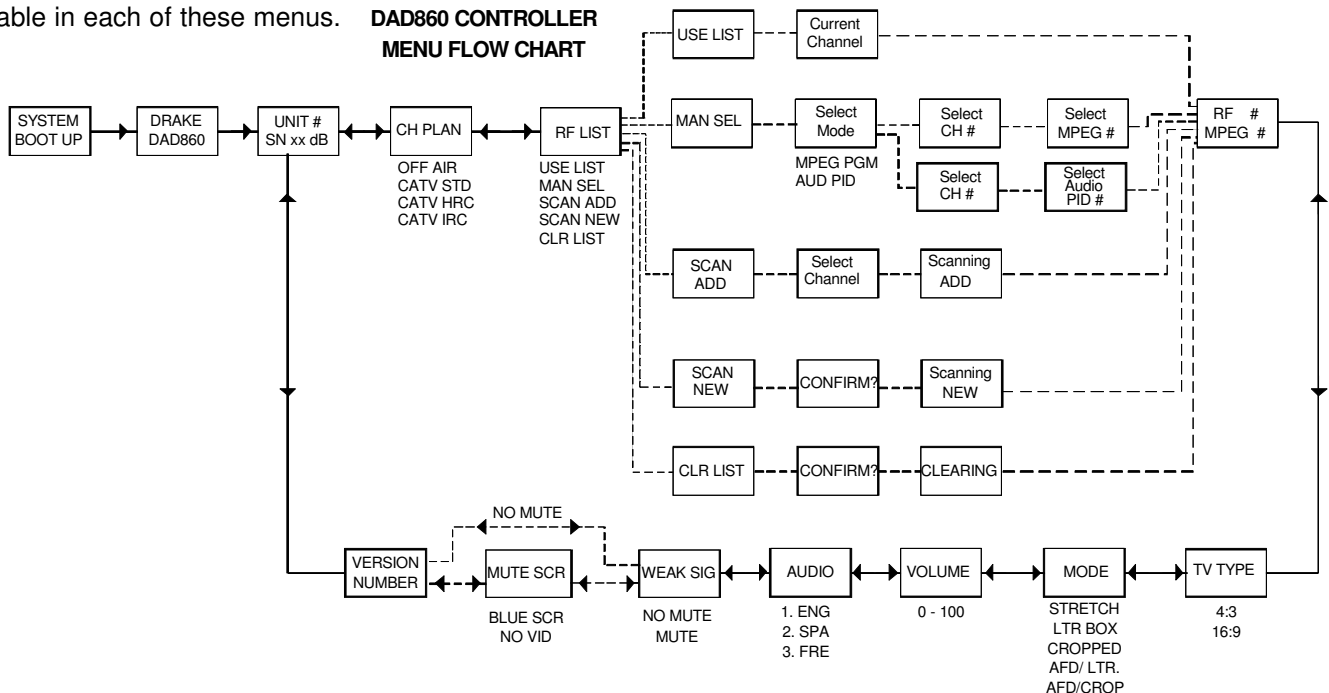 able in each of these menus.
DAD860 CONTROLLER
MENU FLOW CHART
SYSTEM
BOOT UP
DRAKE
DAD860
UNIT #
SN xx dB
CH PLAN
OFF AIR
CATV STD
CATV HRC
CATV IRC
RF LIST
USE LIST
MAN SEL
SCAN ADD
SCAN NEW
CLR LIST
USE LIST
Current
Channel
MAN SEL
Select
Mode
MPEG PGM
AUD PID
Select
CH #
Select
MPEG #
Select
CH #
Select
Audio
PID #
RF #
MPEG #
SCAN
ADD
Select
Channel
Scanning
ADD
SCAN
NEW
CONFIRM?
Scanning
NEW
CLR LIST
CONFIRM?
CLEARING
NO MUTE
VERSION
NUMBER
MUTE SCR
BLUE SCR
NO VID
WEAK SIG
NO MUTE
MUTE
AUDIO
1. ENG
2. SPA
3. FRE
VOLUME
0 - 100
MODE
STRETCH
LTR BOX
CROPPED
AFD/ LTR.
AFD/CROP
TV TYPE
4:3
16:9